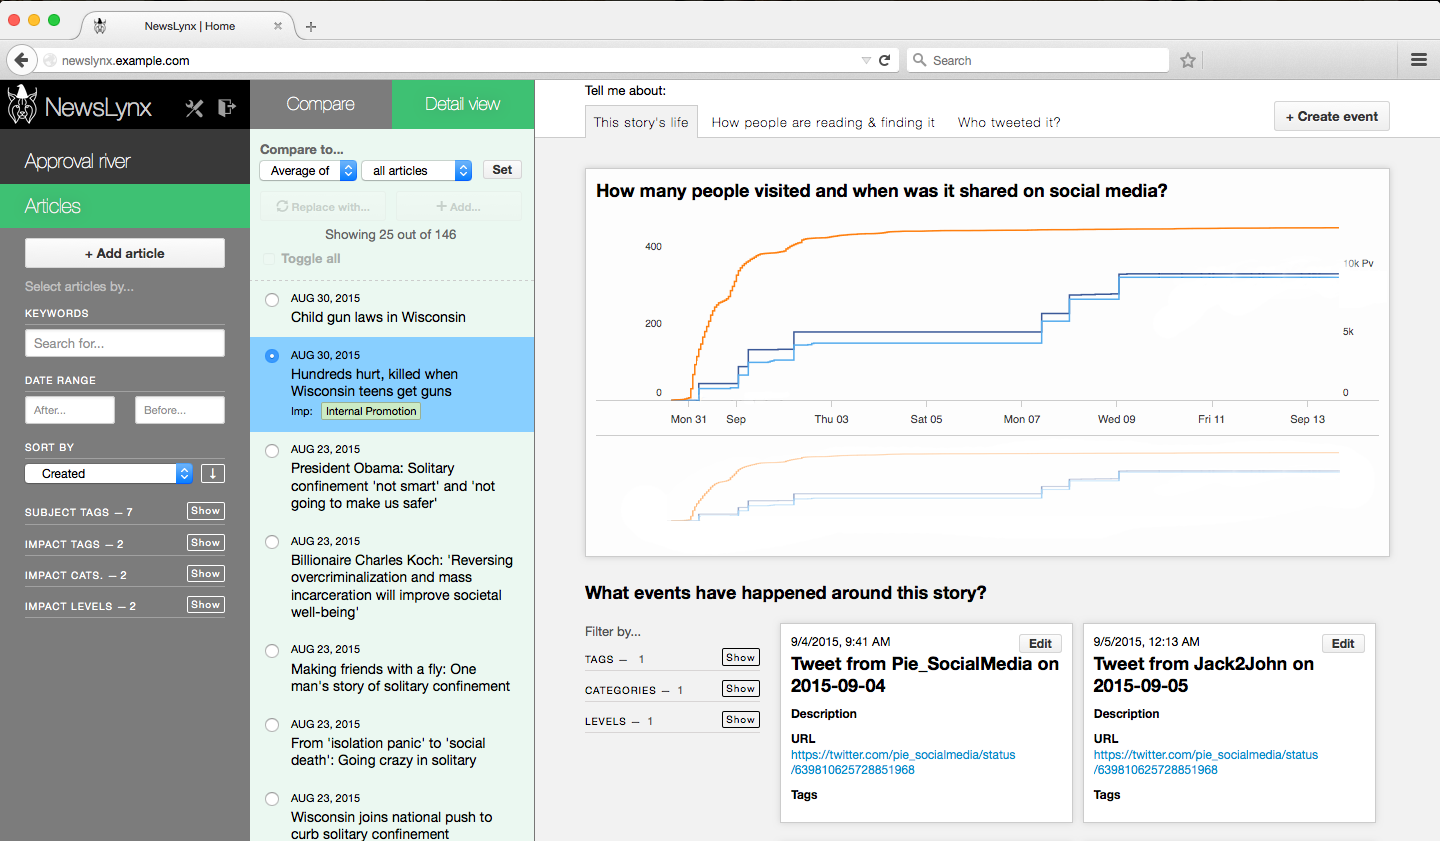 NewsLynx | Home
newslynx.example.com
Search
NewsLynx
Approval river
Articles
+ Add article
Select articles by...
KEYWORDS
Search for...
DATE RANGE
After...
Before...
SORT BY
Created
SUBJECT TAGS – 7
Show
IMPACT TAGS – 2
Show
IMPACT CATS. – 2
Show
IMPACT LEVELS – 2
Show
Compare
Detail view
Compare to...
Average of
all articles
Set
Replace with...
+ Add...
Showing 25 out of 146
Toggle all
AUG 30, 2015
Child gun laws in Wisconsin
AUG 30, 2015
Hundreds hurt, killed when
Wisconsin teens get guns
Imp: Internal Promotion
AUG 23, 2015
President Obama: Solitary
confinement 'not smart' and 'not
going to make us safer'
AUG 23, 2015
Billionaire Charles Koch: 'Reversing
overcriminalization and mass
incarceration will improve societal
well-being'
AUG 23, 2015
Making friends with a fly: One
man's story of solitary confinement
AUG 23, 2015
From 'isolation panic' to 'social
death': Going crazy in solitary
AUG 23, 2015
Wisconsin joins national push to
curb solitary confinement
Tell me about:
This story's life
How people are reading & finding it
Who tweeted it?
+ Create event
How many people visited and when was it shared on social media?
400
200
0
10k Pv
5k
0
Mon 31
Sep
Thu 03
Sat 05
Mon 07
Wed 09
Fri 11
Sep 13
What events have happened around this story?
Filter by...
TAGS – 1
Show
CATEGORIES – 1
Show
LEVELS – 1
Show
9/4/2015, 9:41 AM
Edit
Tweet from Pie_SocialMedia on
2015-09-04
Description
URL
https://twitter.com/pie_socialmedia/status
/639810625728851968
Tags
9/5/2015, 12:13 AM
Edit
Tweet from Jack2John on
2015-09-05
Description
URL
https://twitter.com/pie_socialmedia/status
/639810625728851968
Tags